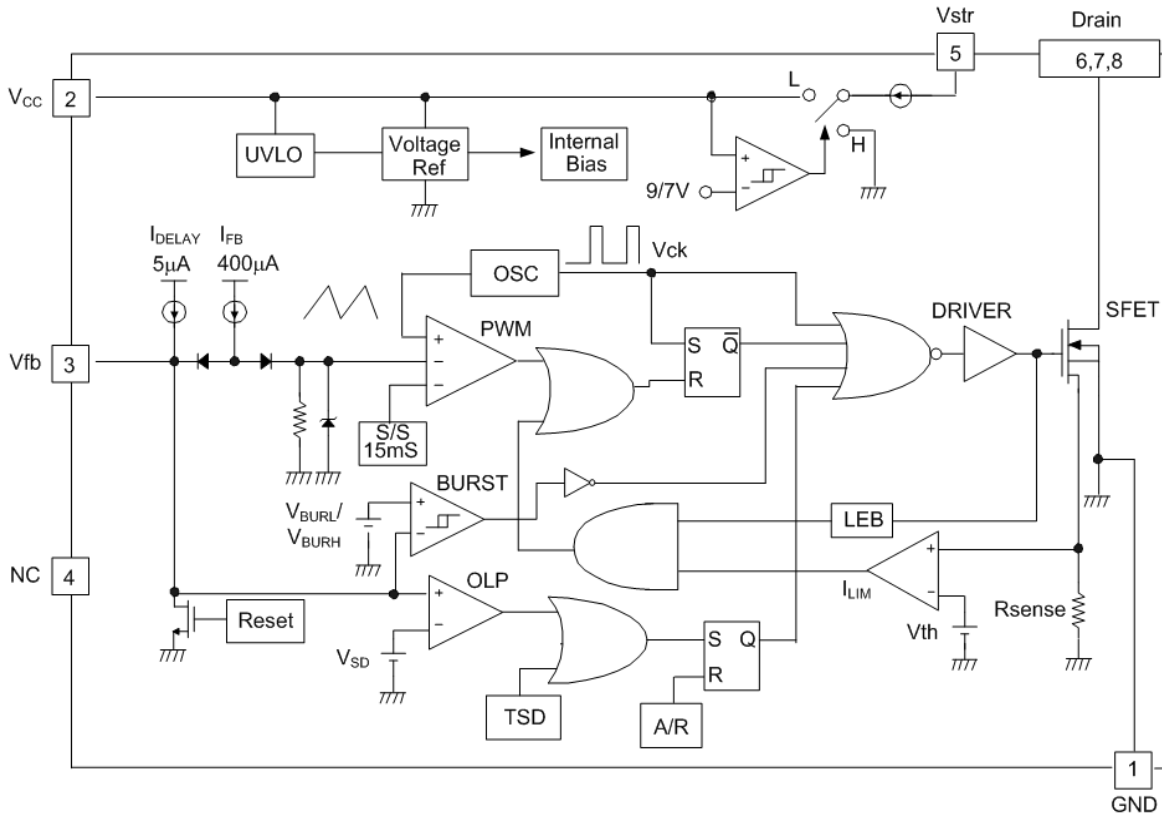 Vstr
Drain
5
6,7,8
VCC
2
L
H
UVLO
Voltage
Ref
Internal
Bias
+
−
9/7V
IDELAY
5μA
IFB
400μA
OSC
Vck
PWM
DRIVER
SFET
Vfb
3
+
−
−
S Q̅
R
S/S
15mS
BURST
VBURL/
VBURH
+
−
LEB
NC
4
OLP
+
−
ILIM
+
−
Vth
Rsense
Reset
VSD
S Q
R
TSD
A/R
1
GND